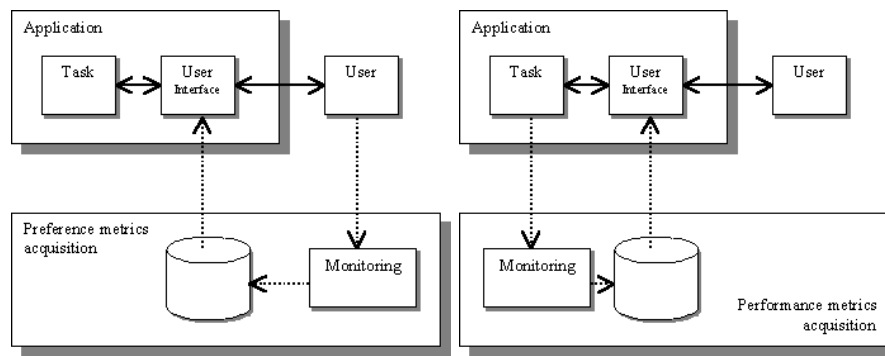 Application
Task
User
Interface
User
Preference metrics
acquisition
Monitoring
Application
Task
User
Interface
User
Monitoring
Performance metrics
acquisition